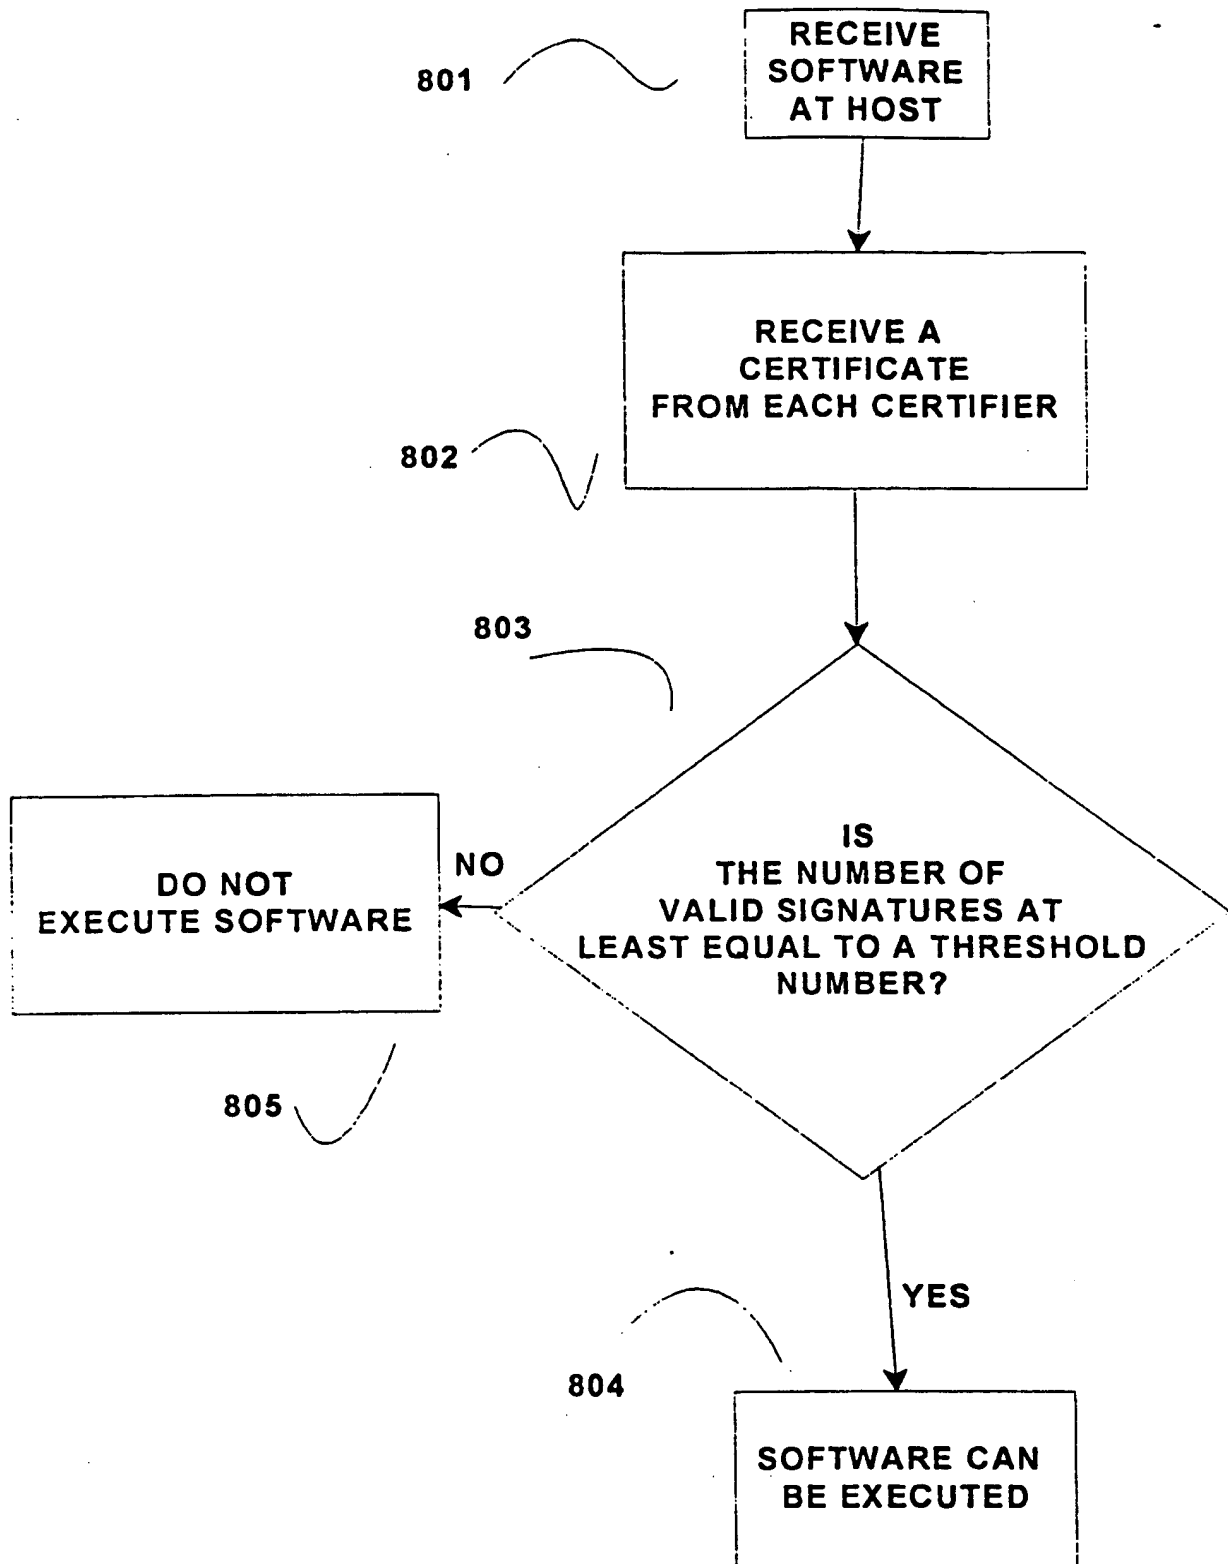 801
RECEIVE
SOFTWARE
AT HOST
RECEIVE A
CERTIFICATE
FROM EACH CERTIFIER
802
803
IS
THE NUMBER OF
VALID SIGNATURES AT
LEAST EQUAL TO A THRESHOLD
NUMBER?
NO
DO NOT
EXECUTE SOFTWARE
805
YES
804
SOFTWARE CAN
BE EXECUTED